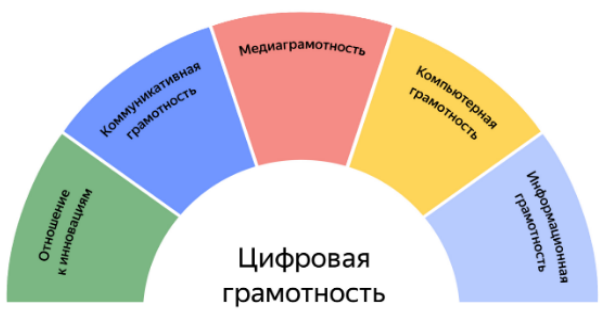 Отношение
к инновациям
Коммуникативная
грамотность
Медиаграмотность
Компьютерная
грамотность
Информационная
грамотность
Цифровая
грамотность